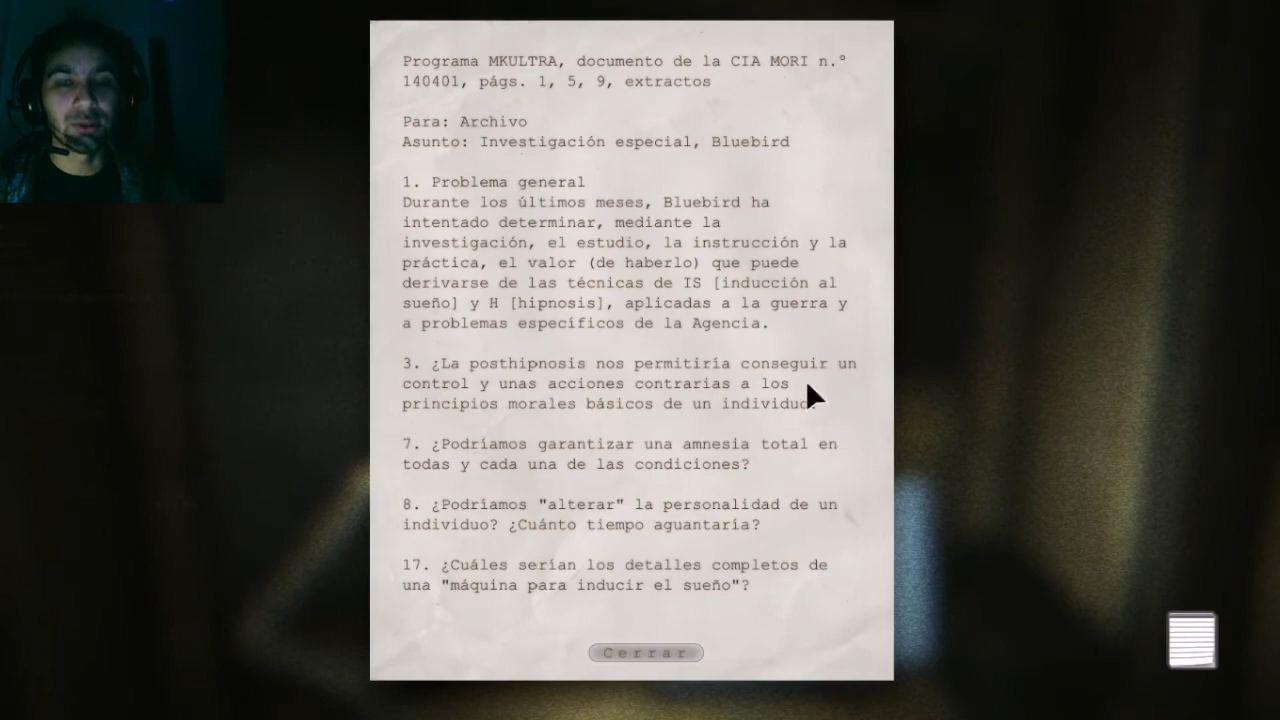 Programa MKULTRA, documento de la CIA MORI n.º
140401, págs. 1, 5, 9, extractos
Para: Archivo
Asunto: Investigación especial, Bluebird
1. Problema general
Durante los últimos meses, Bluebird ha
intentado determinar, mediante la
investigación, el estudio, la instrucción y la
práctica, el valor (de haberlo) que puede
derivarse de las técnicas de IS [inducción al
sueño] y H [hipnosis], aplicadas a la guerra y
a problemas específicos de la Agencia.
3. ¿La posthipnosis nos permitiría conseguir un
control y unas acciones contrarias a los
principios morales básicos de un individuo?
7. ¿Podríamos garantizar una amnesia total en
todas y cada una de las condiciones?
8. ¿Podríamos "alterar" la personalidad de un
individuo? ¿Cuánto tiempo aguantaría?
17. ¿Cuáles serían los detalles completos de
una "máquina para inducir el sueño"?
Cerrar